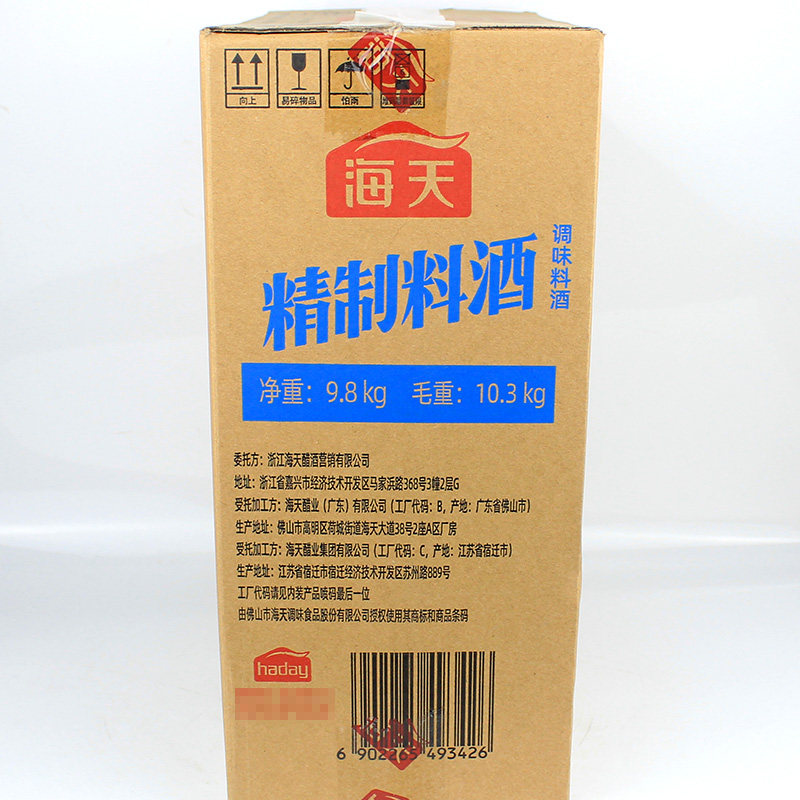 向上
易碎物品
怕雨
海天
精制料酒
调味料酒
净重：9.8 kg 毛重：10.3 kg
委托方：浙江海天醋酒营销有限公司
地址：浙江省嘉兴市经济技术开发区马家浜路368号3幢2层G
受托加工方：海天醋业（广东）有限公司（工厂代码：B，产地：广东省佛山市）
生产地址：佛山市高明区荷城街道海天大道38号2座A区厂房
受托加工方：海天醋业集团有限公司（工厂代码：C，产地：江苏省宿迁市）
生产地址：江苏省宿迁市宿迁经济技术开发区苏州路889号
工厂代码请见内装产品喷码最后一位
由佛山市海天调味食品股份有限公司授权使用其商标和商品条码
haday
6 902265 493426